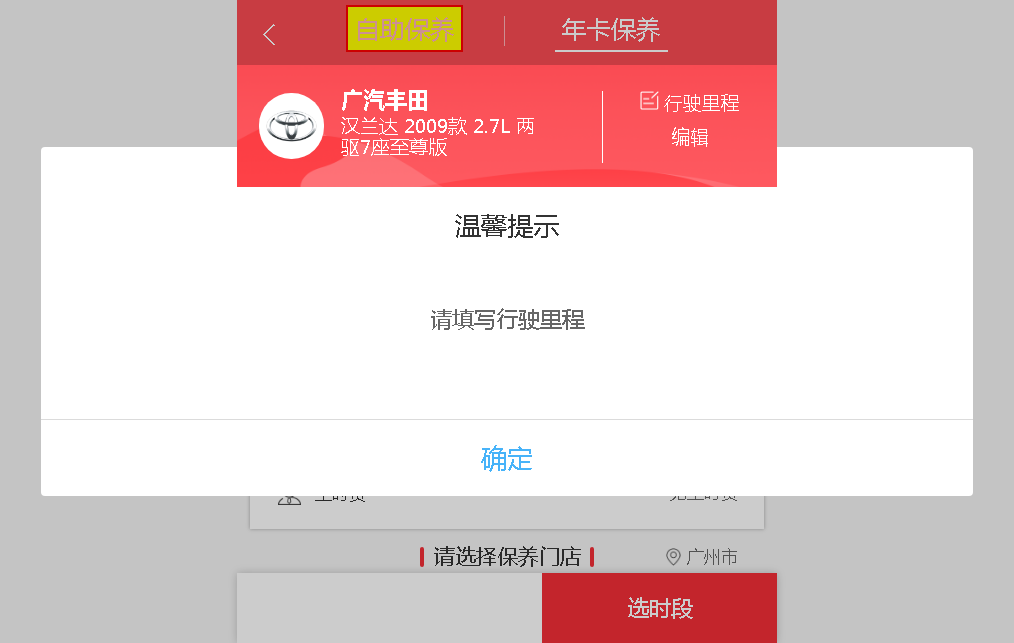 自助保养
年卡保养
广汽丰田
汉兰达 2009款 2.7L 两
驱7座至尊版
行驶里程
编辑
温馨提示
请填写行驶里程
确定
请选择保养门店
广州市
选时段